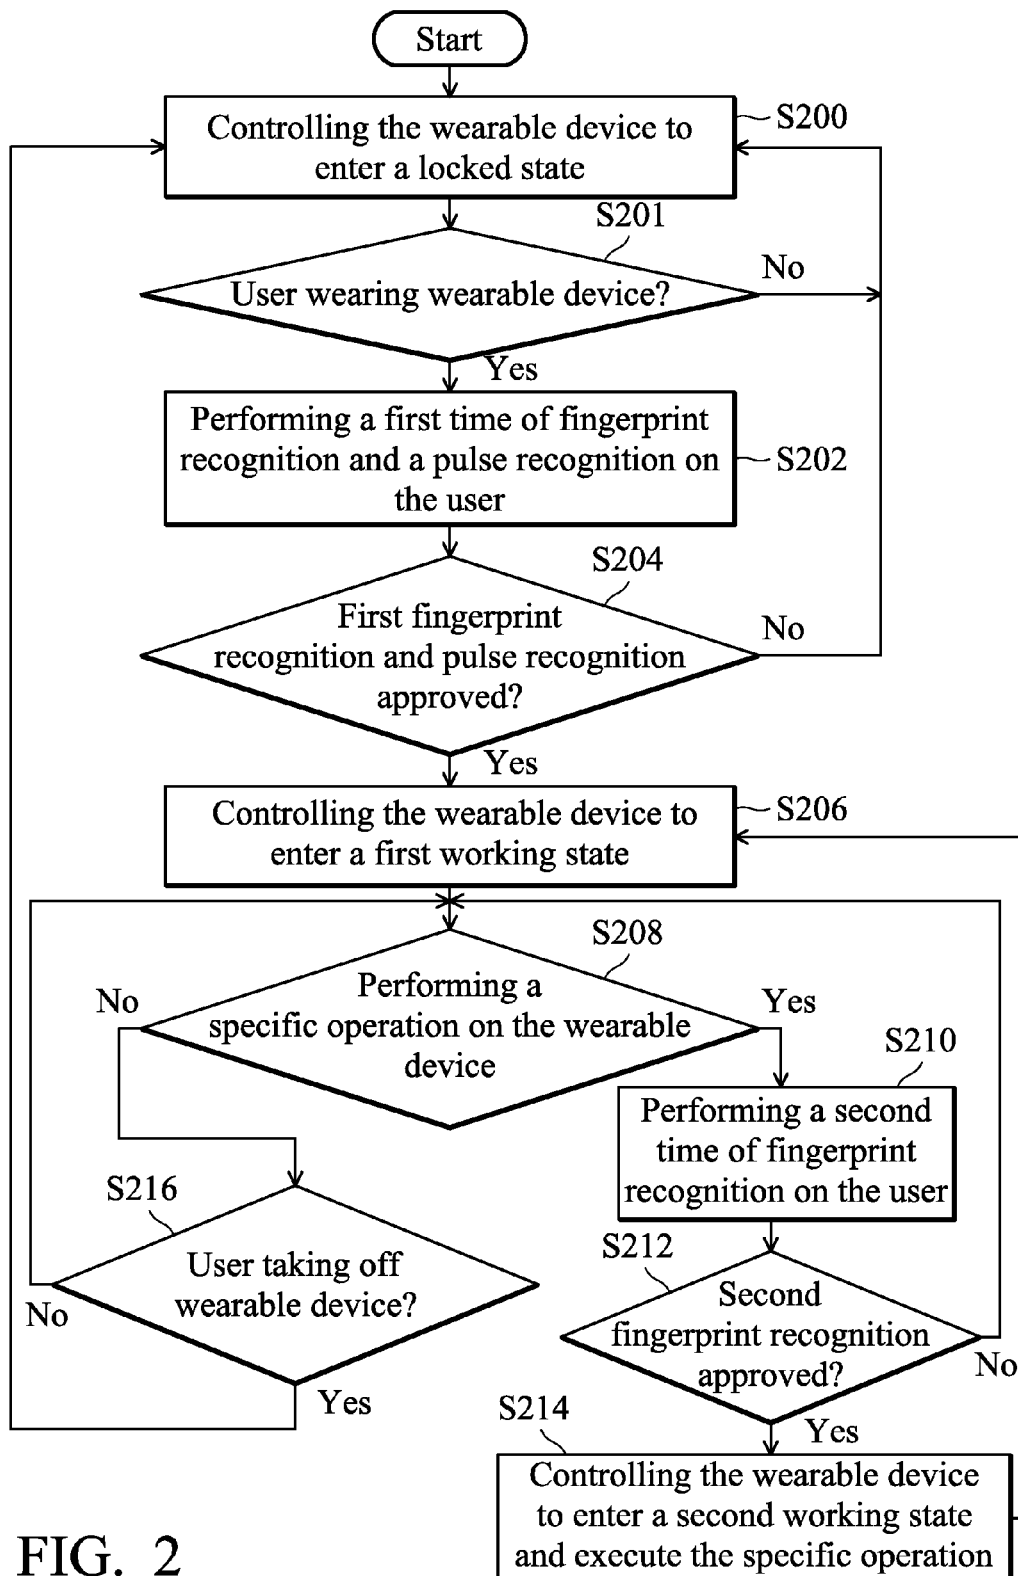 Start
Controlling the wearable device to
enter a locked state
S200
S201
User wearing wearable device?
No
Yes
Performing a first time of fingerprint
recognition and a pulse recognition on
the user
S202
S204
First fingerprint
recognition and pulse recognition
approved?
No
Yes
Controlling the wearable device to
enter a first working state
S206
S208
Performing a
specific operation on the wearable
device
No
Yes
S210
Performing a second
time of fingerprint
recognition on the user
S216
User taking off
wearable device?
No
Yes
S212
Second
fingerprint recognition
approved?
No
Yes
S214
Controlling the wearable device
to enter a second working state
and execute the specific operation
FIG. 2